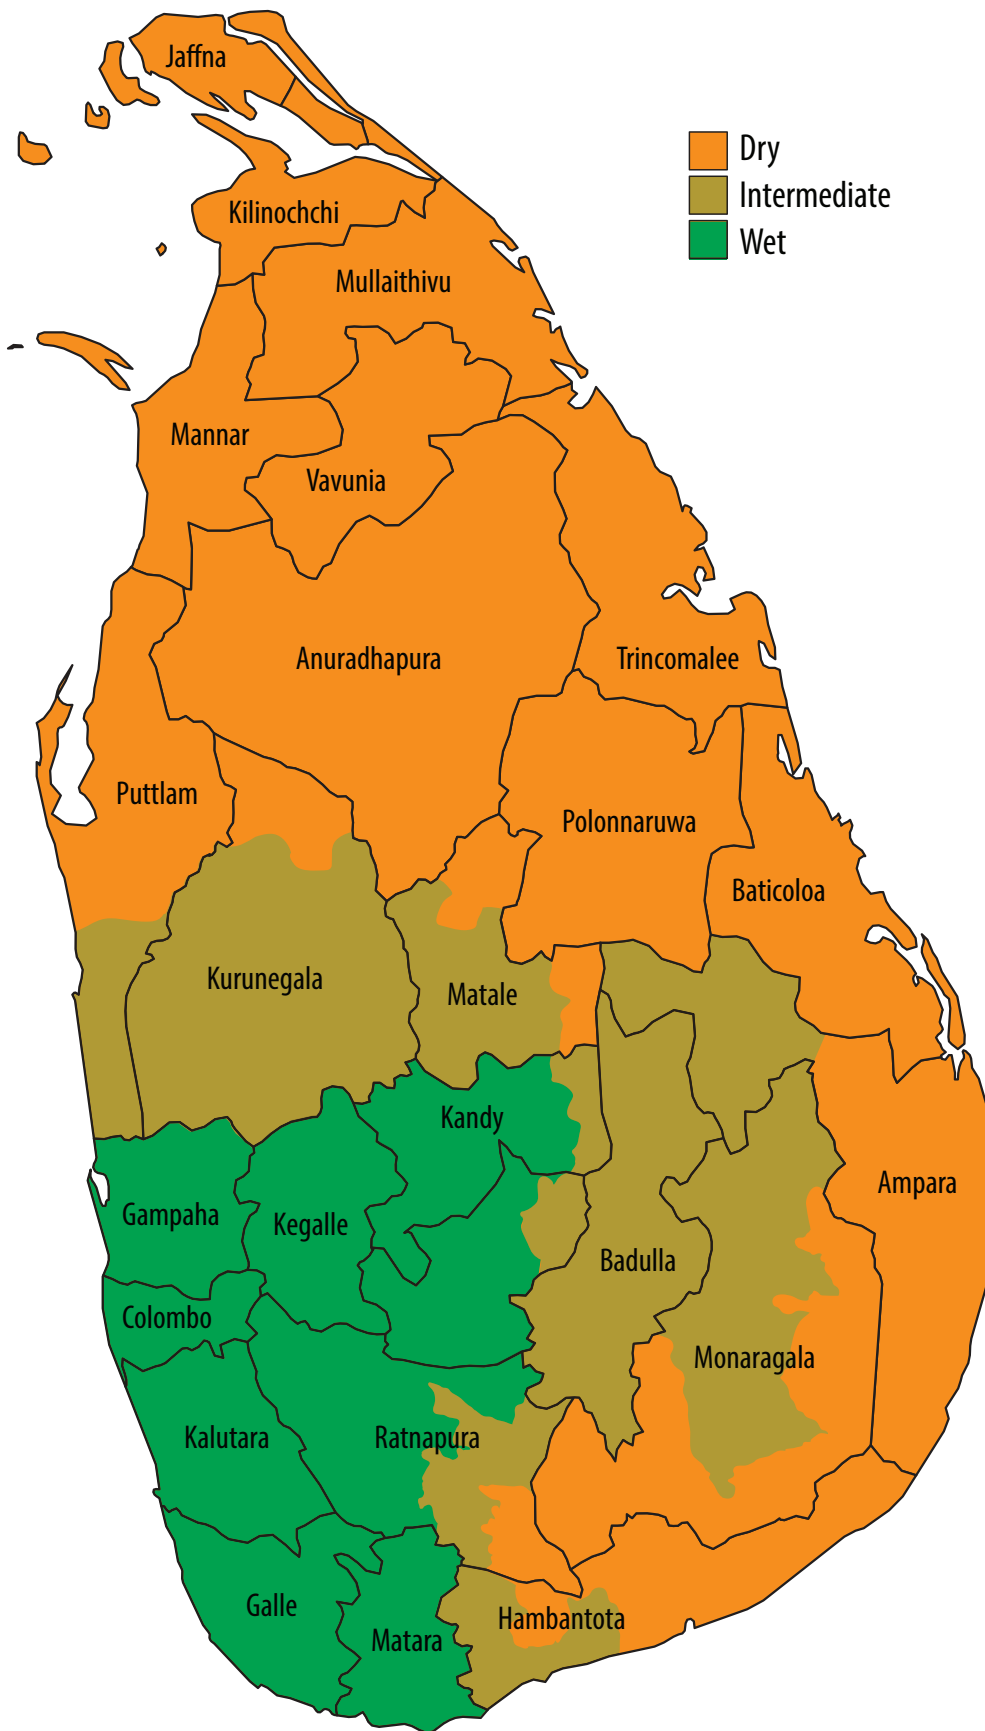 Jaffna
Dry
Intermediate
Wet
Kilinochchi
Mullaithivu
Mannar
Vavunia
Anuradhapura
Trincomalee
Puttlam
Polonnaruwa
Baticoloa
Kurunegala
Matale
Kandy
Ampara
Gampaha
Kegalle
Badulla
Colombo
Monaragala
Kalutara
Ratnapura
Galle
Hambantota
Matara